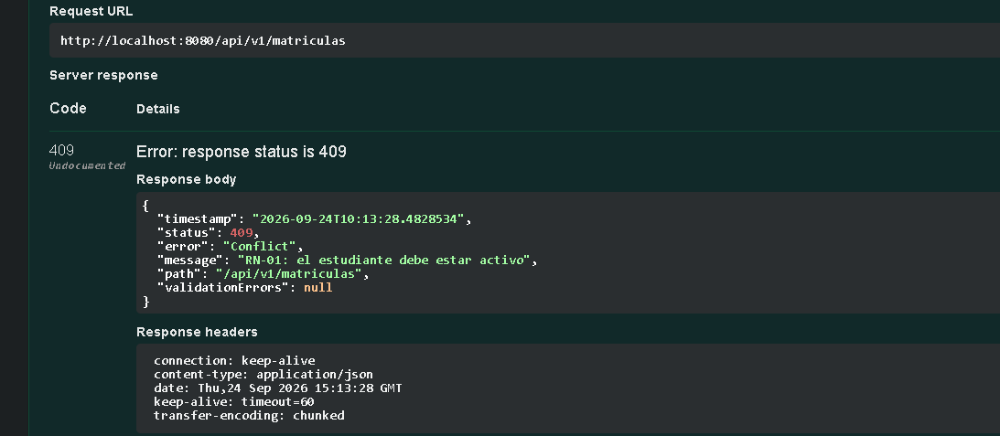 Request URL
http://localhost:8080/api/v1/matriculas
Server response
Code Details
409 Error: response status is 409
Undocumented
Response body
{
"timestamp": "2026-09-24T10:13:28.4828534",
"status": 409,
"error": "Conflict",
"message": "RN-01: el estudiante debe estar activo",
"path": "/api/v1/matriculas",
"validationErrors": null
}
Response headers
connection: keep-alive
content-type: application/json
date: Thu,24 Sep 2026 15:13:28 GMT
keep-alive: timeout=60
transfer-encoding: chunked